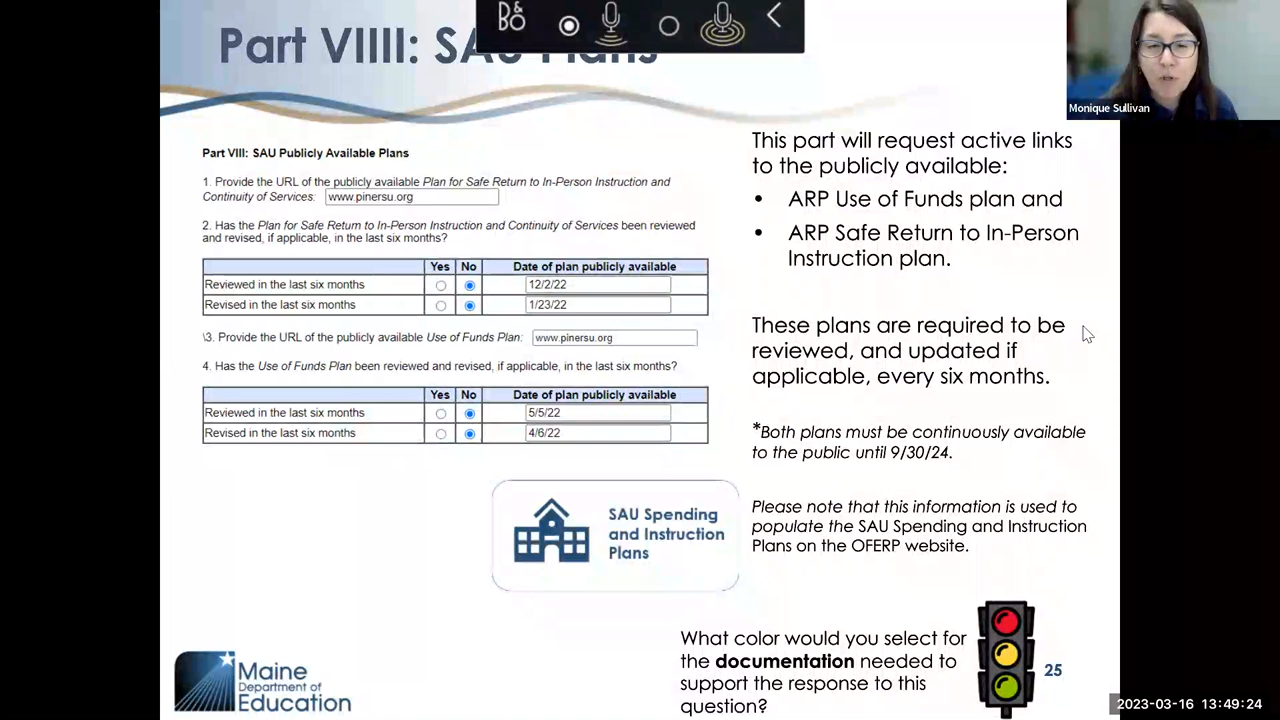 Part VIIII: SAU Plans
B&O
Monique Sullivan
Part VIII: SAU Publicly Available Plans
1. Provide the URL of the publicly available Plan for Safe Return to In-Person Instruction and
Continuity of Services: www.pinersu.org
2. Has the Plan for Safe Return to In-Person Instruction and Continuity of Services been reviewed
and revised, if applicable, in the last six months?
Yes No Date of plan publicly available
Reviewed in the last six months 12/2/22
Revised in the last six months 1/23/22
\3. Provide the URL of the publicly available Use of Funds Plan: www.pinersu.org
4. Has the Use of Funds Plan been reviewed and revised, if applicable, in the last six months?
Yes No Date of plan publicly available
Reviewed in the last six months 5/5/22
Revised in the last six months 4/6/22
SAU Spending
and Instruction
Plans
This part will request active links
to the publicly available:
• ARP Use of Funds plan and
• ARP Safe Return to In-Person
Instruction plan.
These plans are required to be
reviewed, and updated if
applicable, every six months.
*Both plans must be continuously available
to the public until 9/30/24.
Please note that this information is used to
populate the SAU Spending and Instruction
Plans on the OFERP website.
What color would you select for
the documentation needed to
support the response to this
question?
25
Maine
Department of
Education
2023-03-16 13:49:24